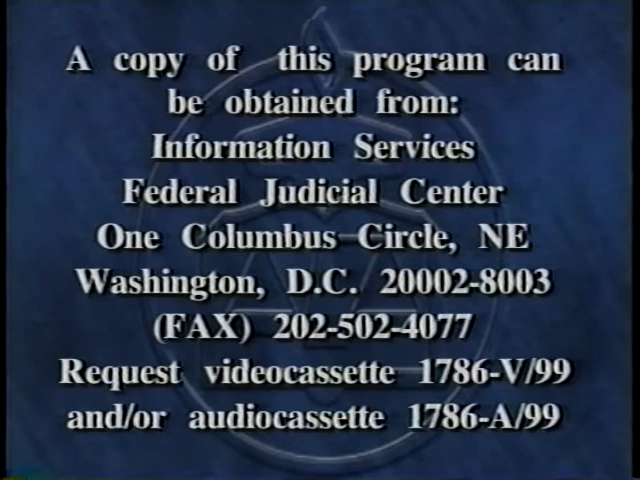 A copy of this program can
be obtained from:
Information Services
Federal Judicial Center
One Columbus Circle, NE
Washington, D.C. 20002-8003
(FAX) 202-502-4077
Request videocassette 1786-V/99
and/or audiocassette 1786-A/99